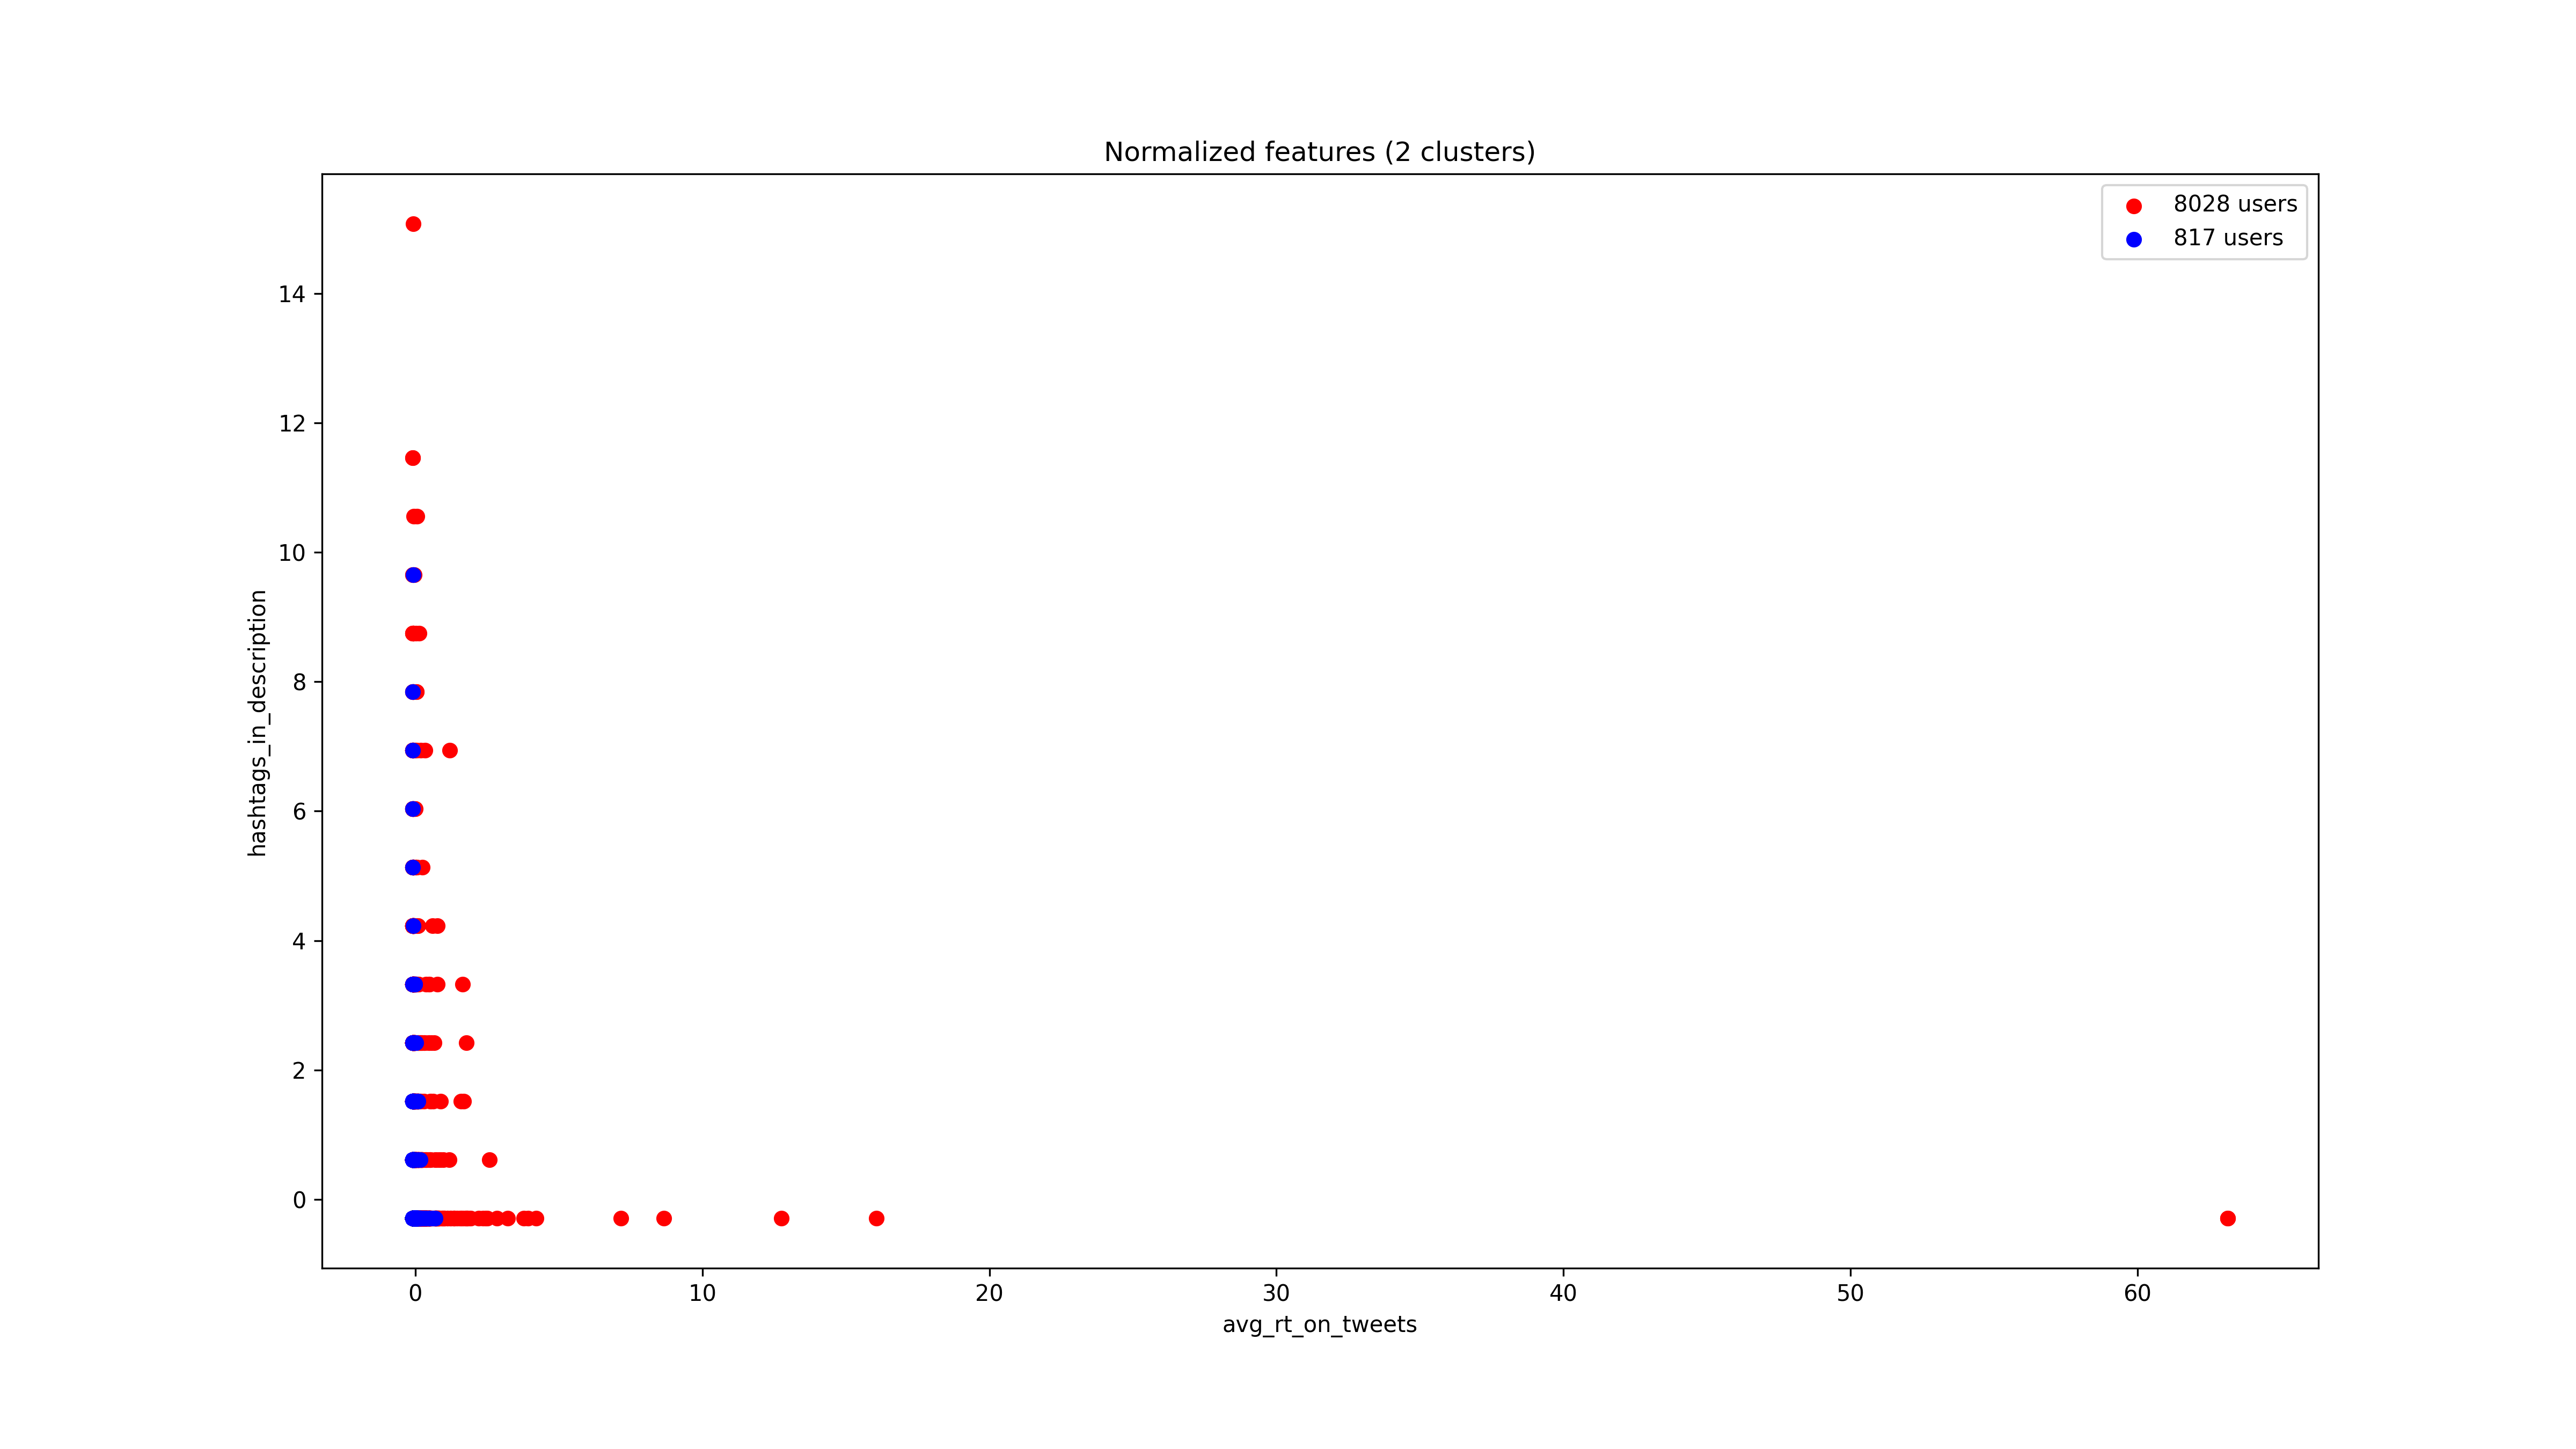 Normalized features (2 clusters)
8028 users
817 users
14
12
10
8
6
4
2
0
hashtags_in_description
0 10 20 30 40 50 60
avg_rt_on_tweets